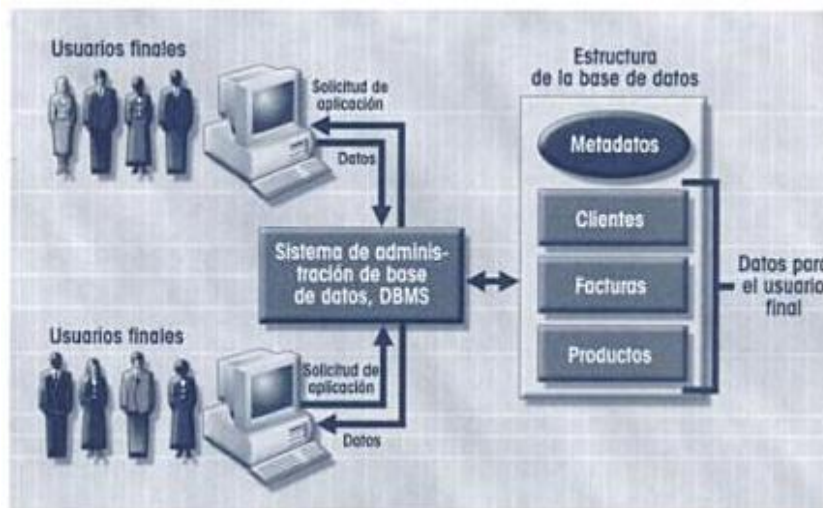 Usuarios finales
Solicitud de
aplicación
Datos
Sistema de adminis-
tración de base
de datos, DBMS
Usuarios finales
Solicitud de
aplicación
Datos
Estructura
de la base de datos
Metadatos
Clientes
Facturas
Productos
Datos para
el usuario
final